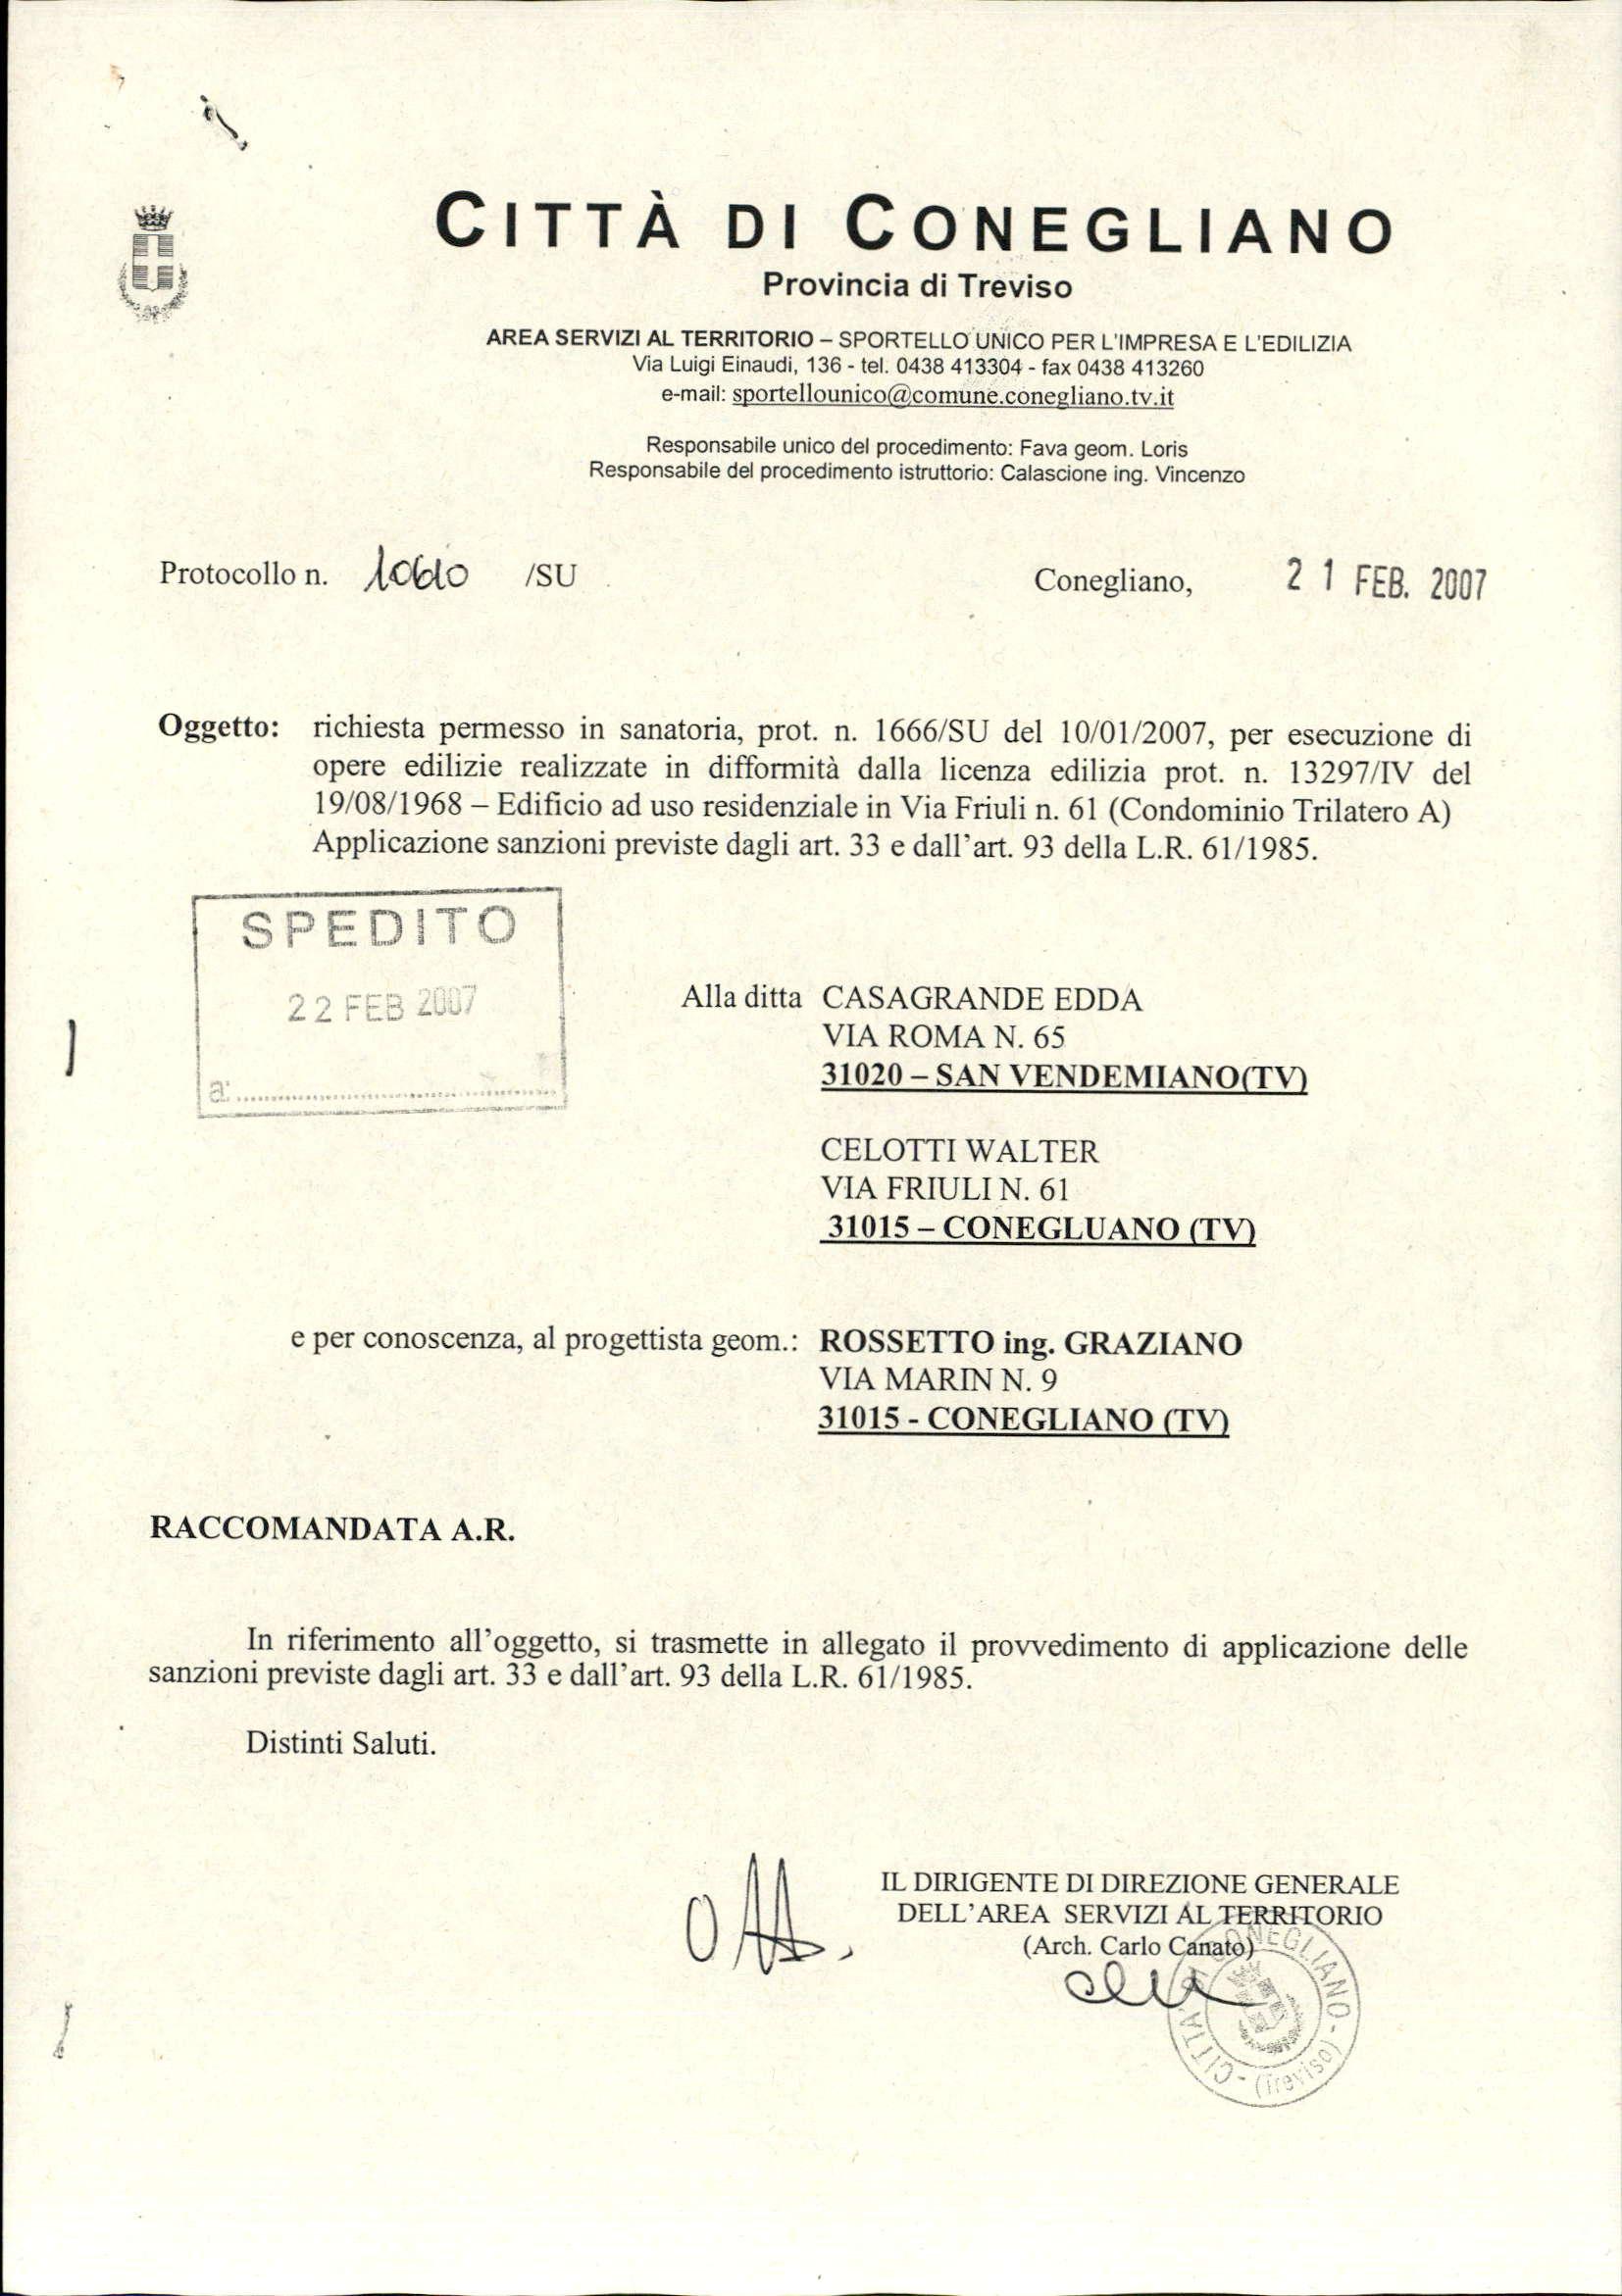 CITTÀ DI CONEGLIANO
Provincia di Treviso
AREA SERVIZI AL TERRITORIO – SPORTELLO UNICO PER L'IMPRESA E L'EDILIZIA
Via Luigi Einaudi, 136 - tel. 0438 413304 - fax 0438 413260
e-mail: sportellounico@comune.conegliano.tv.it
Responsabile unico del procedimento: Fava geom. Loris
Responsabile del procedimento istruttorio: Calascione ing. Vincenzo
Protocollo n. /SU Conegliano, 21 FEB. 2007
Oggetto: richiesta permesso in sanatoria, prot. n. 1666/SU del 10/01/2007, per esecuzione di
opere edilizie realizzate in difformità dalla licenza edilizia prot. n. 13297/IV del
19/08/1968 – Edificio ad uso residenziale in Via Friuli n. 61 (Condominio Trilatero A)
Applicazione sanzioni previste dagli art. 33 e dall'art. 93 della L.R. 61/1985.
SPEDITO
22 FEB 2007
a
Alla ditta CASAGRANDE EDDA
VIA ROMA N. 65
31020 – SAN VENDEMIANO(TV)
CELOTTI WALTER
VIA FRIULI N. 61
31015 – CONEGLUANO (TV)
e per conoscenza, al progettista geom.: ROSSETTO ing. GRAZIANO
VIA MARIN N. 9
31015 - CONEGLIANO (TV)
RACCOMANDATA A.R.
In riferimento all'oggetto, si trasmette in allegato il provvedimento di applicazione delle
sanzioni previste dagli art. 33 e dall'art. 93 della L.R. 61/1985.
Distinti Saluti.
IL DIRIGENTE DI DIREZIONE GENERALE
DELL'AREA SERVIZI AL TERRITORIO
(Arch. Carlo Canato)
CITTÀ DI CONEGLIANO - (Treviso) -